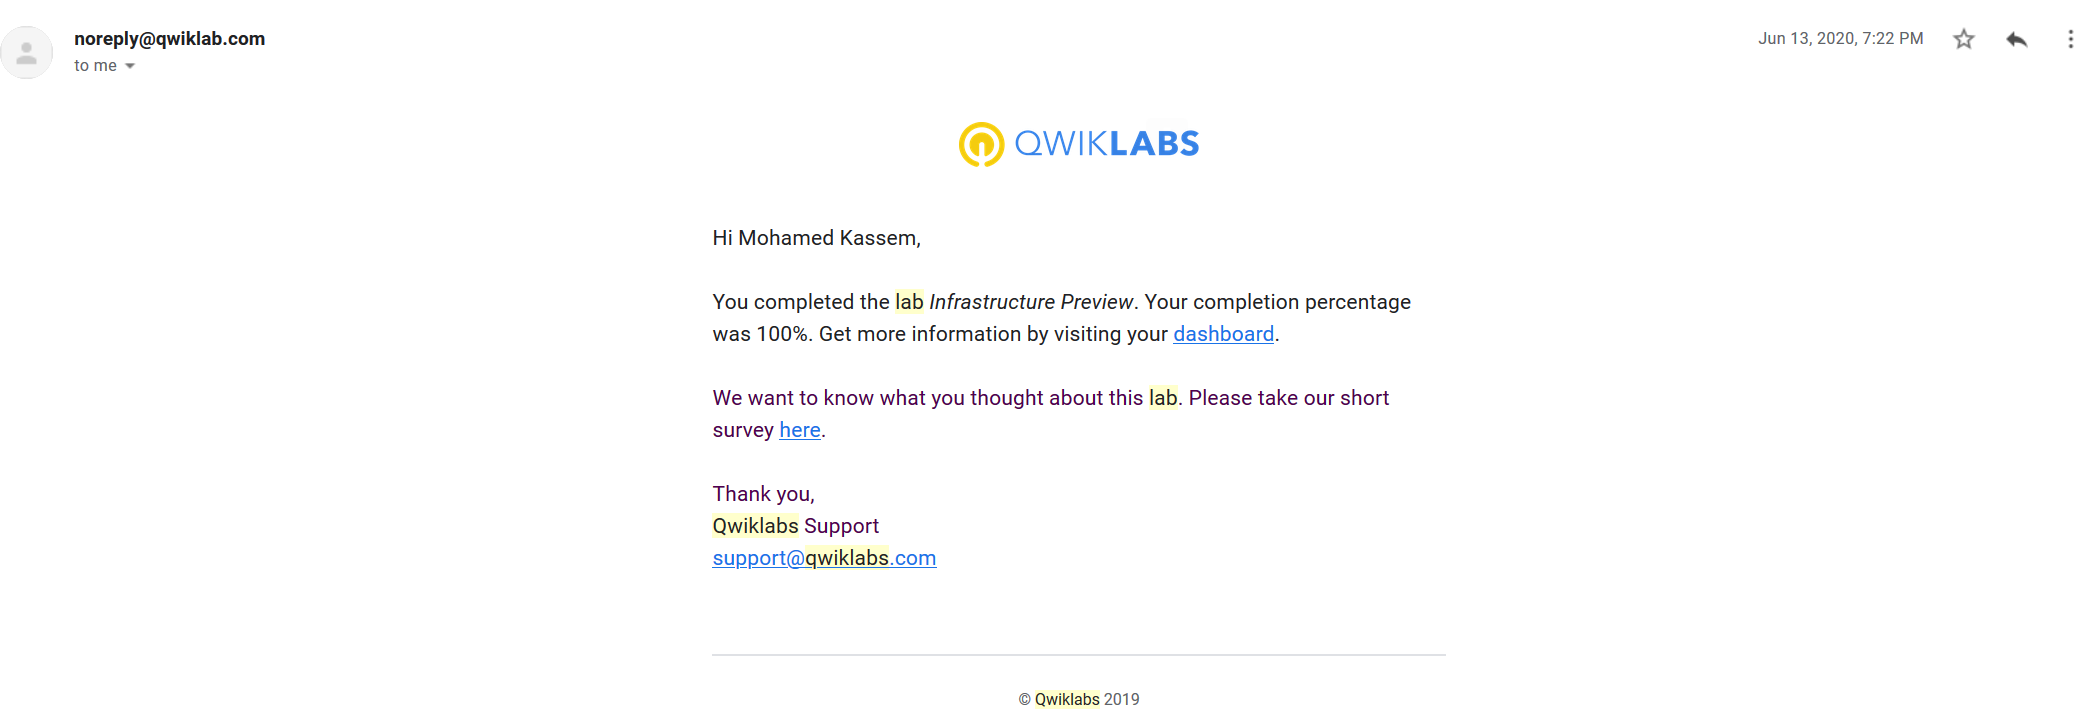 noreply@qwiklab.com
Jun 13, 2020, 7:22 PM
to me
QWIKLABS
Hi Mohamed Kassem,
You completed the lab Infrastructure Preview. Your completion percentage
was 100%. Get more information by visiting your dashboard.
We want to know what you thought about this lab. Please take our short
survey here.
Thank you,
Qwiklabs Support
support@qwiklabs.com
© Qwiklabs 2019